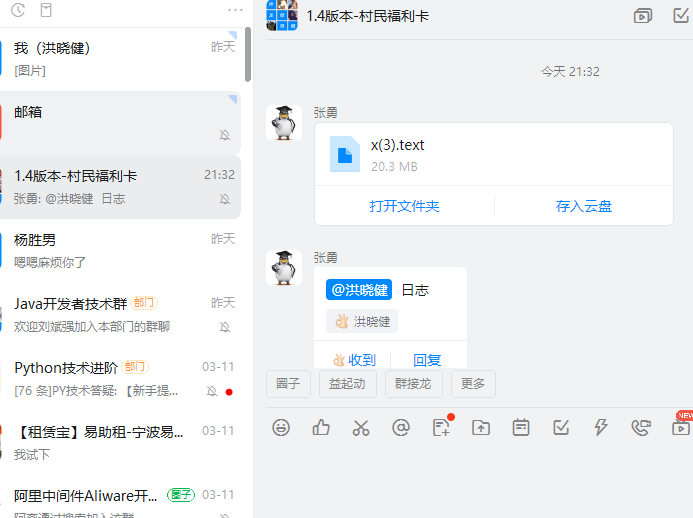 我（洪晓健）
昨天
[图片]
邮箱
1.4版本-村民福利卡
21:32
张勇: @洪晓健 日志
杨胜男
昨天
嗯嗯麻烦你了
Java开发者技术群 部门
昨天
欢迎刘斌强加入本部门的群聊
Python技术进阶 部门
03-11
[76 条]PY技术答疑: 【新手提...
【租赁宝】易助租-宁波易...
03-11
我试下
阿里中间件Aliware开... 圈子
03-11
1.4版本-村民福利卡
今天 21:32
张勇
x(3).text
20.3 MB
打开文件夹
存入云盘
张勇
@洪晓健 日志
洪晓健
收到
回复
圈子
益起动
群接龙
更多
NEW